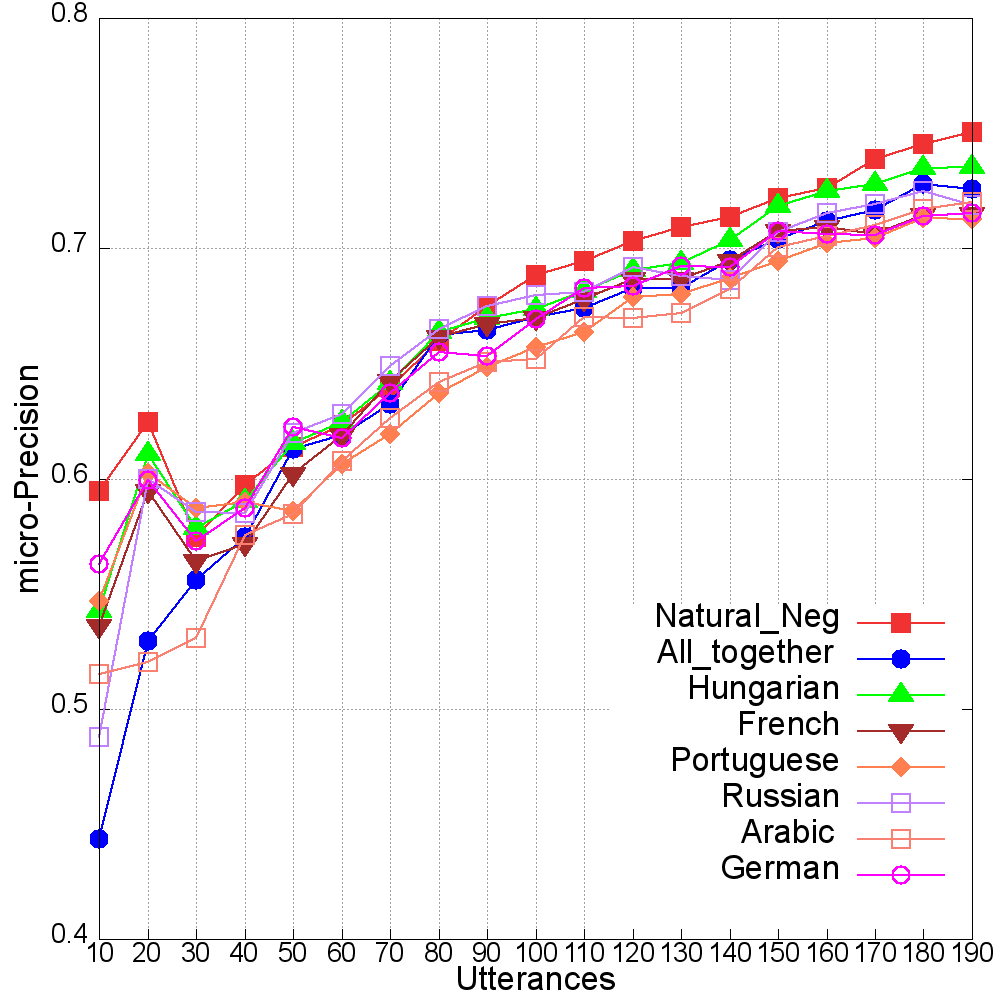 0.8
0.7
0.6
0.5
0.4
micro-Precision
Natural_Neg
All_together
Hungarian
French
Portuguese
Russian
Arabic
German
10 20 30 40 50 60 70 80 90 100 110 120 130 140 150 160 170 180 190
Utterances